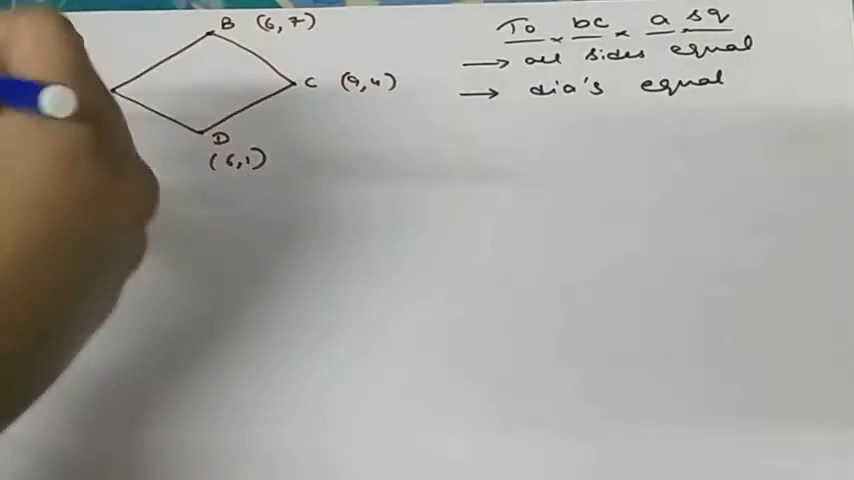 B (6,7)
C (9,4)
D
(6,1)
To be a sq
→ all sides equal
→ dia's equal